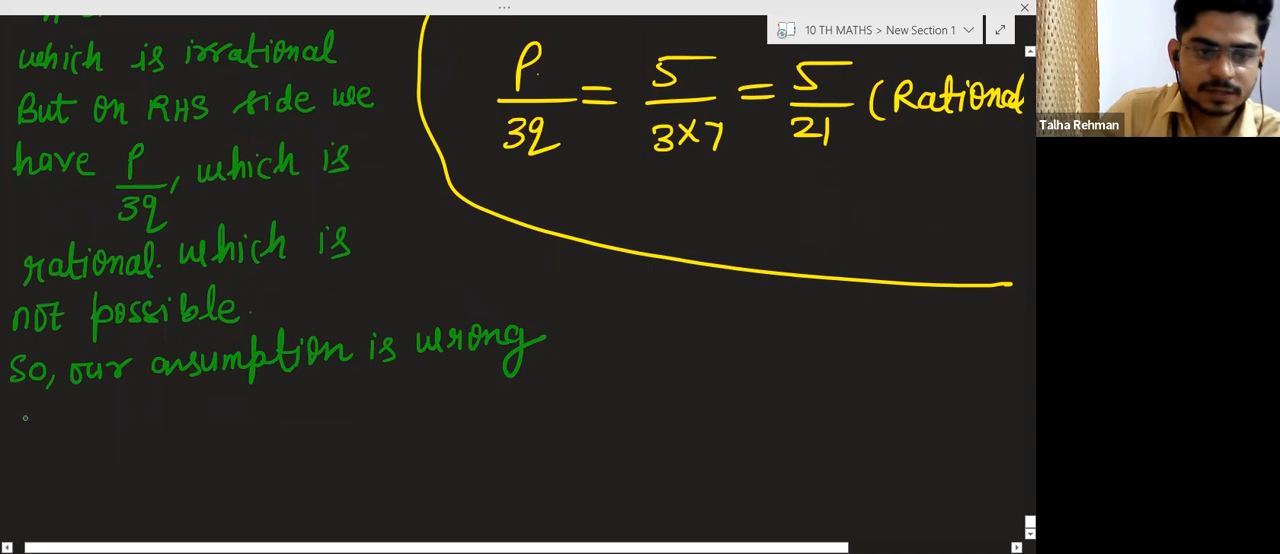 which is irrational
But on RHS side we
have P/3q, which is
rational. which is
not possible.
So, our assumption is wrong
P/3q = 5/3×7 = 5/21 (Rational
10 TH MATHS > New Section 1
Talha Rehman